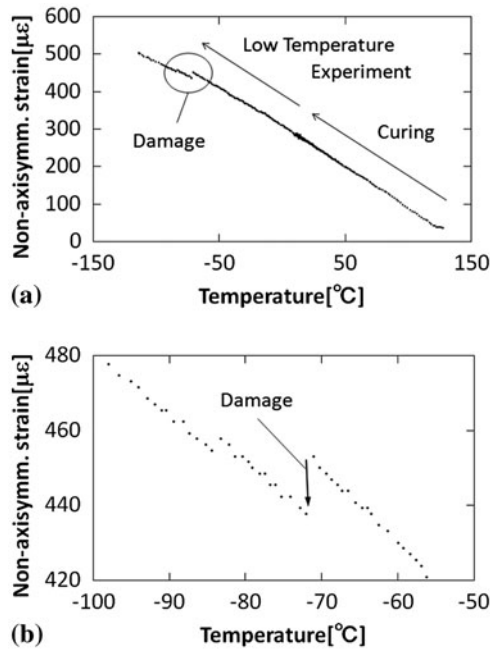 600
500
400
300
200
100
0
Non-axisymm. strain[με]
Low Temperature
Experiment
Curing
Damage
-150
-50
50
150
Temperature[°C]
(a)
480
460
440
420
Non-axisymm. strain[με]
Damage
-100
-90
-80
-70
-60
-50
Temperature[°C]
(b)